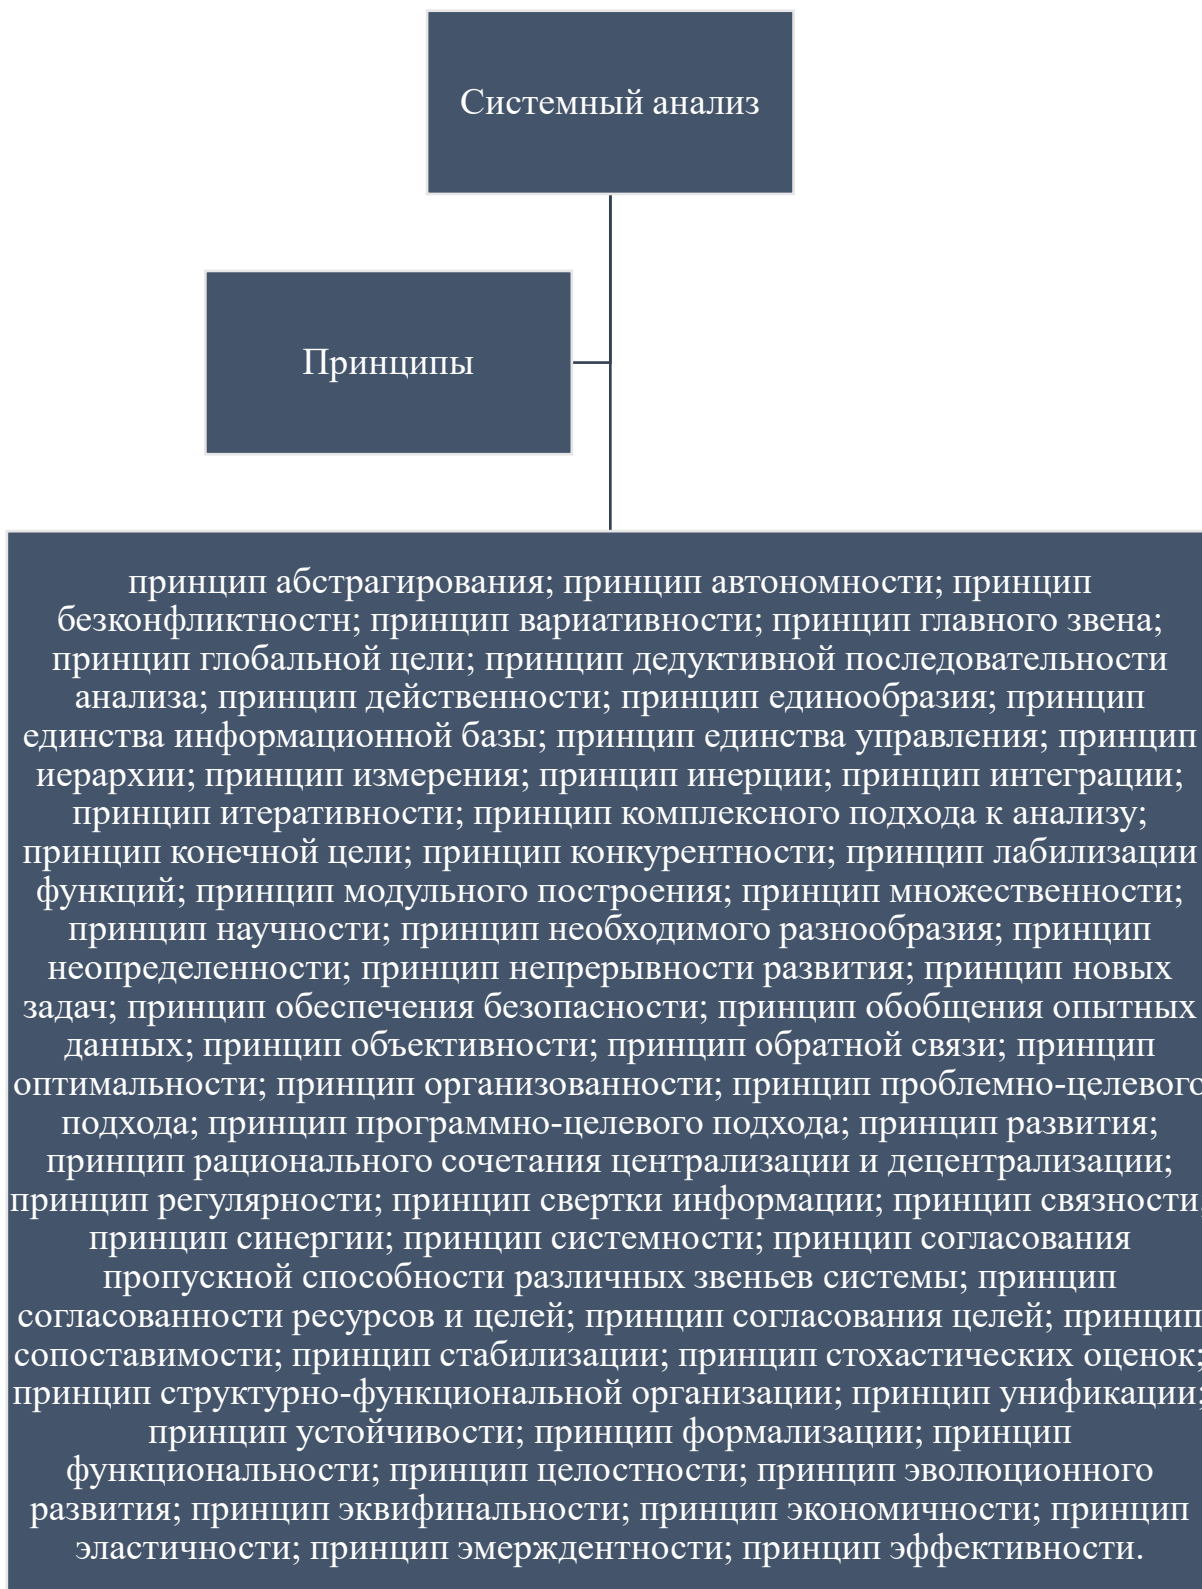 Системный анализ
Принципы
принцип абстрагирования; принцип автономности; принцип
безконфликтностн; принцип вариативности; принцип главного звена;
принцип глобальной цели; принцип дедуктивной последовательности
анализа; принцип действенности; принцип единообразия; принцип
единства информационной базы; принцип единства управления; принцип
иерархии; принцип измерения; принцип инерции; принцип интеграции;
принцип итеративности; принцип комплексного подхода к анализу;
принцип конечной цели; принцип конкурентности; принцип лабилизации
функций; принцип модульного построения; принцип множественности;
принцип научности; принцип необходимого разнообразия; принцип
неопределенности; принцип непрерывности развития; принцип новых
задач; принцип обеспечения безопасности; принцип обобщения опытных
данных; принцип объективности; принцип обратной связи; принцип
оптимальности; принцип организованности; принцип проблемно-целевого
подхода; принцип программно-целевого подхода; принцип развития;
принцип рационального сочетания централизации и децентрализации;
принцип регулярности; принцип свертки информации; принцип связности;
принцип синергии; принцип системности; принцип согласования
пропускной способности различных звеньев системы; принцип
согласованности ресурсов и целей; принцип согласования целей; принцип
сопоставимости; принцип стабилизации; принцип стохастических оценок;
принцип структурно-функциональной организации; принцип унификации;
принцип устойчивости; принцип формализации; принцип
функциональности; принцип целостности; принцип эволюционного
развития; принцип эквифинальности; принцип экономичности; принцип
эластичности; принцип эмерждентности; принцип эффективности.